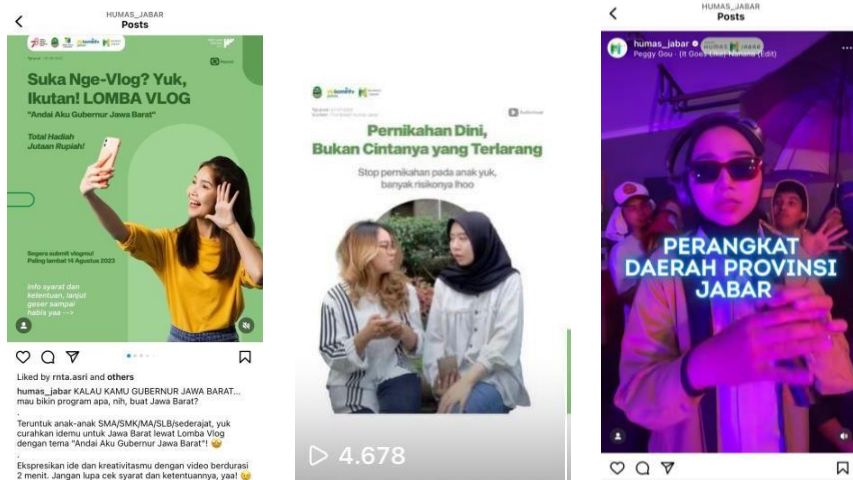 HUMAS_JABAR
Posts
Suka Nge-Vlog? Yuk,
Ikutan! LOMBA VLOG
"Andai Aku Gubernur Jawa Barat"
Total Hadiah
Jutaan Rupiah!
Segera submit vlogmu!
Paling lambat 14 Agustus 2023
info syarat dan
ketentuan, lanjut
geser sampai
habis yaa -->
Liked by rnta.asri and others
humas_jabar KALAU KAMU GUBERNUR JAWA BARAT...
mau bikin program apa, nih, buat Jawa Barat?
.
Teruntuk anak-anak SMA/SMK/MA/SLB/sederajat, yuk
curahkan idemu untuk Jawa Barat lewat Lomba Vlog
dengan tema "Andai Aku Gubernur Jawa Barat"! 🤩
.
Ekspresikan ide dan kreativitasmu dengan video berdurasi
2 menit. Jangan lupa cek syarat dan ketentuannya, yaa! 😉
Pernikahan Dini,
Bukan Cintanya yang Terlarang
Stop pernikahan pada anak yuk,
banyak risikonya lhoo
4.678
HUMAS_JABAR
Posts
humas_jabar
HUMAS JABAR
Peggy Gou · (It Goes Like) Nanana (Edit)
PERANGKAT
DAERAH PROVINSI
JABAR